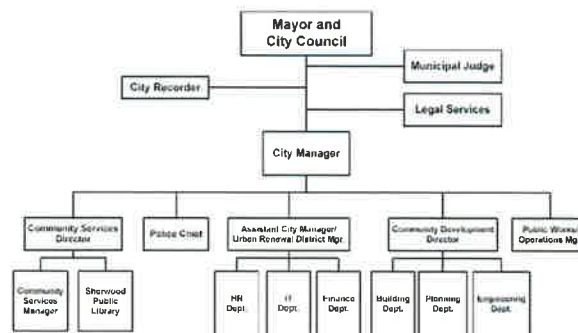 Mayor and
City Council
Municipal Judge
City Recorder
Legal Services
City Manager
Community Services
Director
Police Chief
Assistant City Manager/
Urban Renewal District Mgr.
Community Development
Director
Public Works/
Operations Mg
Community
Services
Manager
Sherwood
Public
Library
HR
Dept.
IT
Dept.
Finance
Dept.
Building
Dept.
Planning
Dept.
Engineering
Dept.